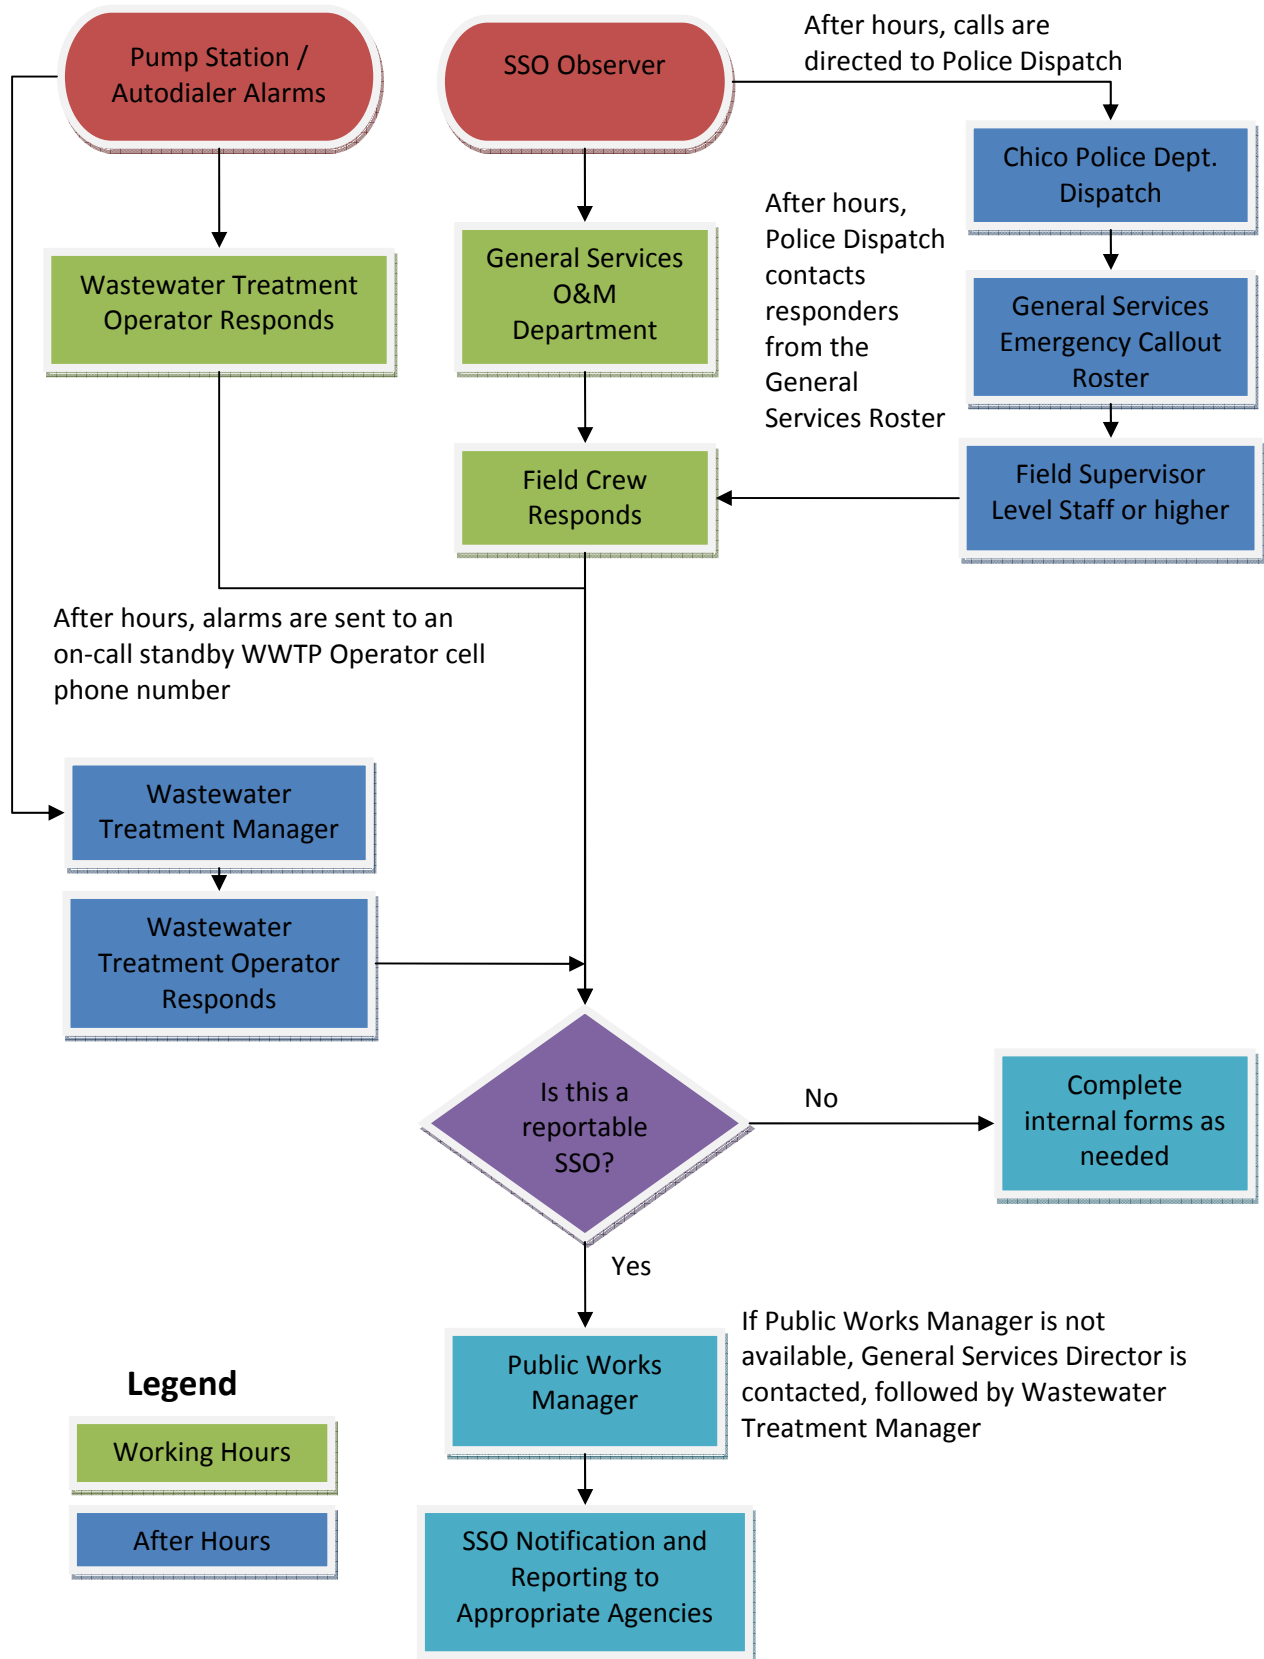 Pump Station /
Autodialer Alarms
SSO Observer
After hours, calls are
directed to Police Dispatch
Chico Police Dept.
Dispatch
After hours,
Police Dispatch
contacts
responders
from the
General
Services Roster
Wastewater Treatment
Operator Responds
General Services
O&M
Department
General Services
Emergency Callout
Roster
Field Crew
Responds
Field Supervisor
Level Staff or higher
After hours, alarms are sent to an
on-call standby WWTP Operator cell
phone number
Wastewater
Treatment Manager
Wastewater
Treatment Operator
Responds
Is this a
reportable
SSO?
No
Complete
internal forms as
needed
Yes
Public Works
Manager
If Public Works Manager is not
available, General Services Director is
contacted, followed by Wastewater
Treatment Manager
Legend
Working Hours
After Hours
SSO Notification and
Reporting to
Appropriate Agencies